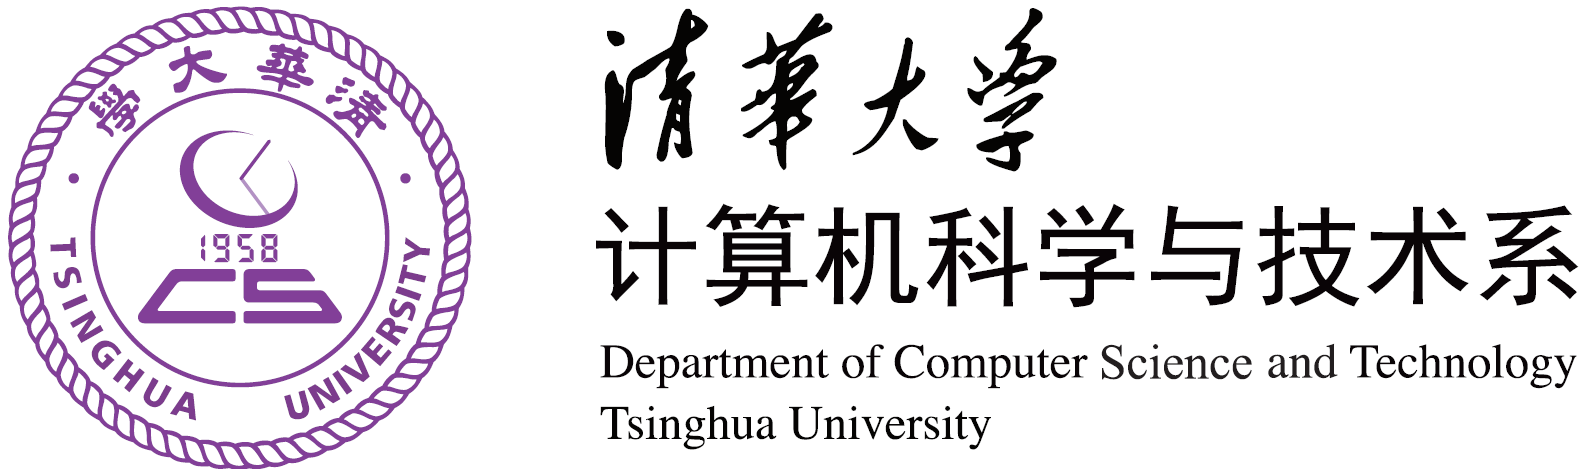 大學
清華
1958
CS
TSINGHUA UNIVERSITY
清華大学
计算机科学与技术系
Department of Computer Science and Technology
Tsinghua University